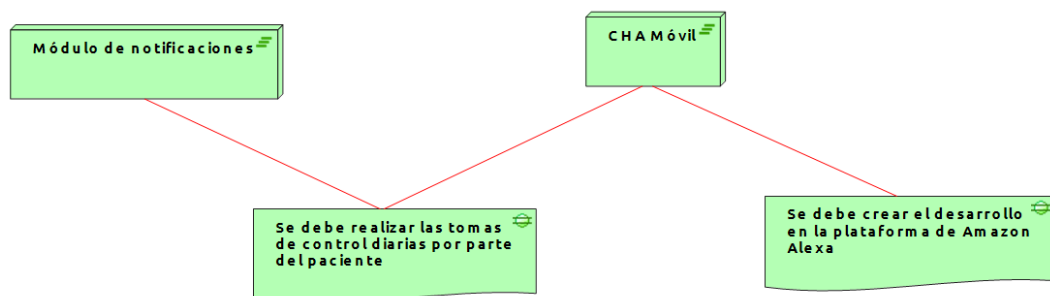 Módulo de notificaciones
CHA Móvil
Se debe realizar las tomas
de control diarias por parte
del paciente
Se debe crear el desarrollo
en la plataforma de Amazon
Alexa